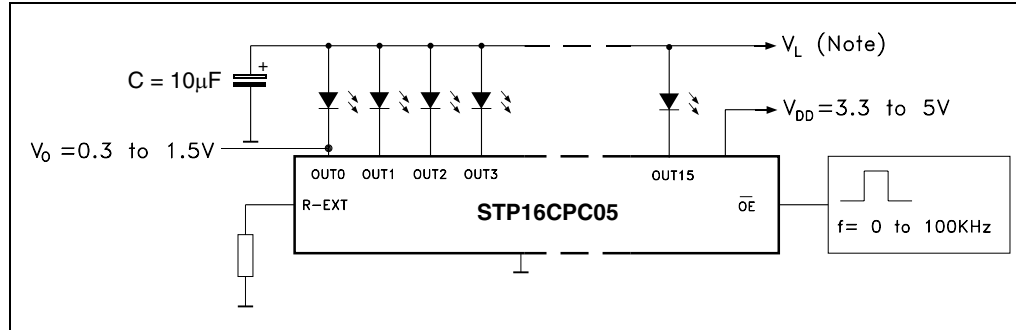 V_L (Note)
C = 10μF
+
V_DD=3.3 to 5V
V_O =0.3 to 1.5V
OUT0 OUT1 OUT2 OUT3 OUT15
R-EXT
STP16CPC05
O̅E̅
f= 0 to 100KHz